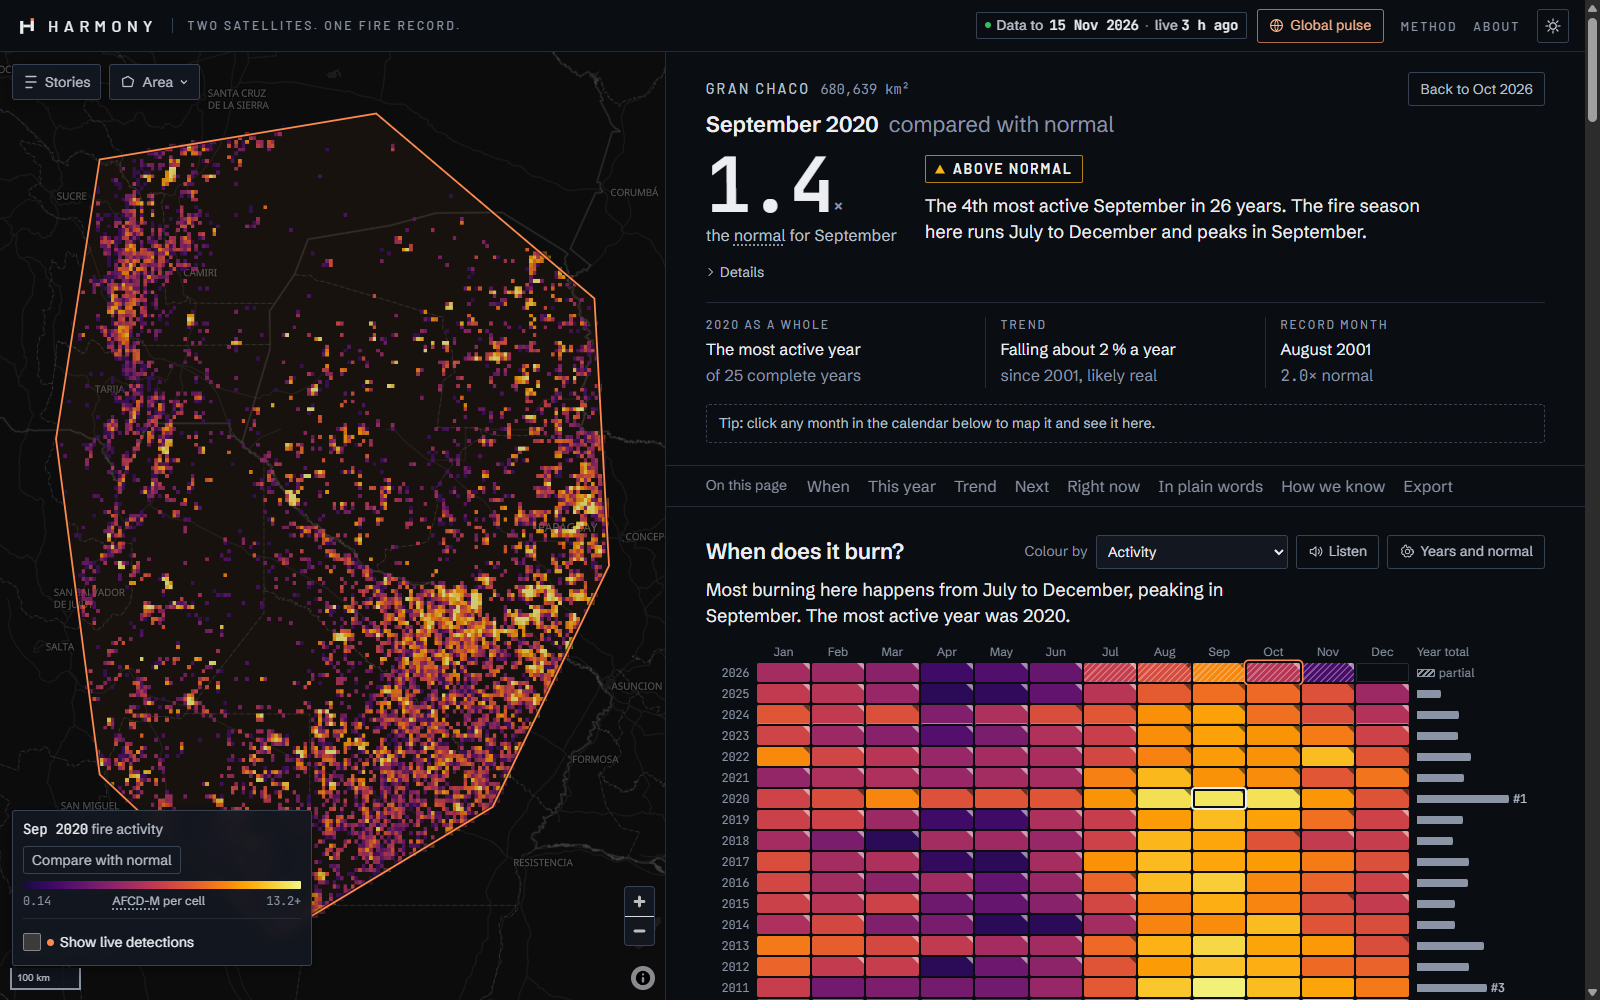 HARMONY
TWO SATELLITES. ONE FIRE RECORD.
Data to 15 Nov 2026 · live 3 h ago
Global pulse
METHOD
ABOUT
Stories
Area
SANTA CRUZ
DE LA SIERRA
SUCRE
CORUMBÁ
CAMIRI
TARIJA
PARAGUAY
CONCEP
SAN SALVADOR
DE JU
SALTA
ASUNCION
FORMOSA
SAN MIGUEL
RESISTENCIA
Sep 2020 fire activity
Compare with normal
0.14 AFCD-M per cell 13.2+
Show live detections
100 km
GRAN CHACO 680,639 km²
Back to Oct 2026
September 2020 compared with normal
1.4×
the normal for September
ABOVE NORMAL
The 4th most active September in 26 years. The fire season
here runs July to December and peaks in September.
Details
2020 AS A WHOLE
The most active year
of 25 complete years
TREND
Falling about 2 % a year
since 2001, likely real
RECORD MONTH
August 2001
2.0× normal
Tip: click any month in the calendar below to map it and see it here.
On this page When This year Trend Next Right now In plain words How we know Export
When does it burn?
Colour by Activity
Listen
Years and normal
Most burning here happens from July to December, peaking in
September. The most active year was 2020.
Jan Feb Mar Apr May Jun Jul Aug Sep Oct Nov Dec Year total
2026 partial
2025
2024
2023
2022
2021
2020 #1
2019
2018
2017
2016
2015
2014
2013
2012
2011 #3